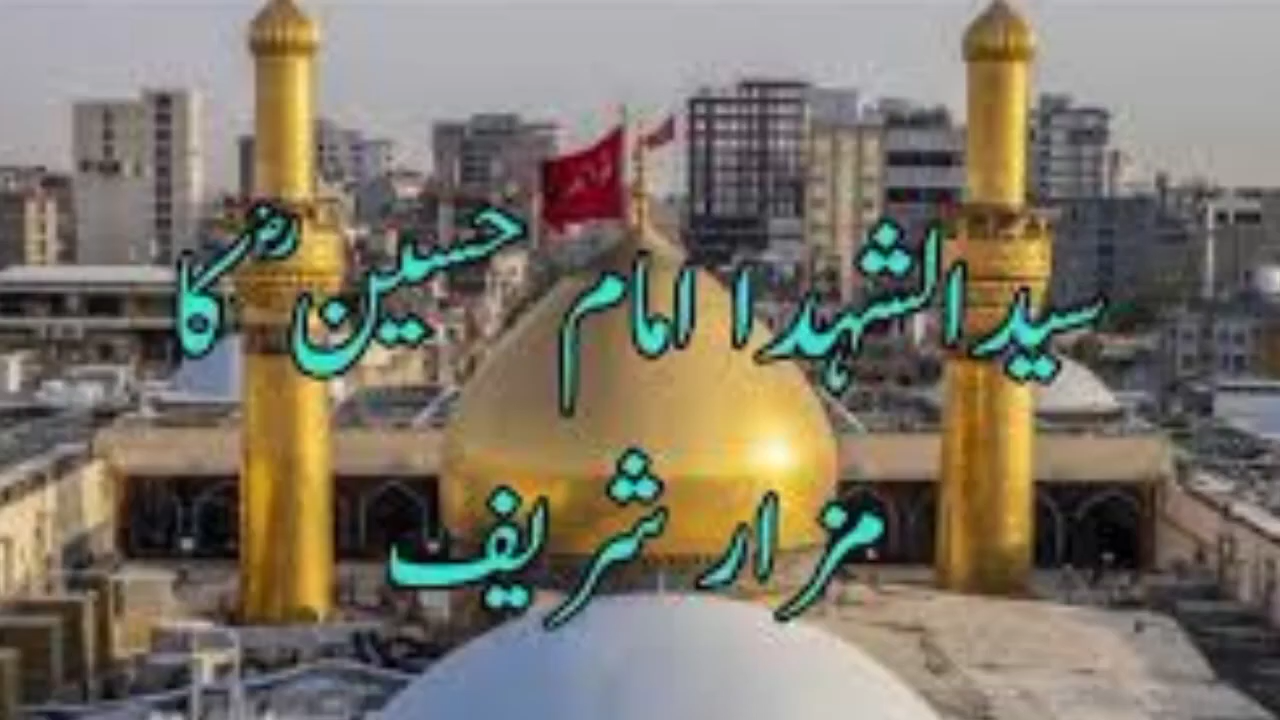 سید الشہدا امام حسین رض کا
مزار شریف